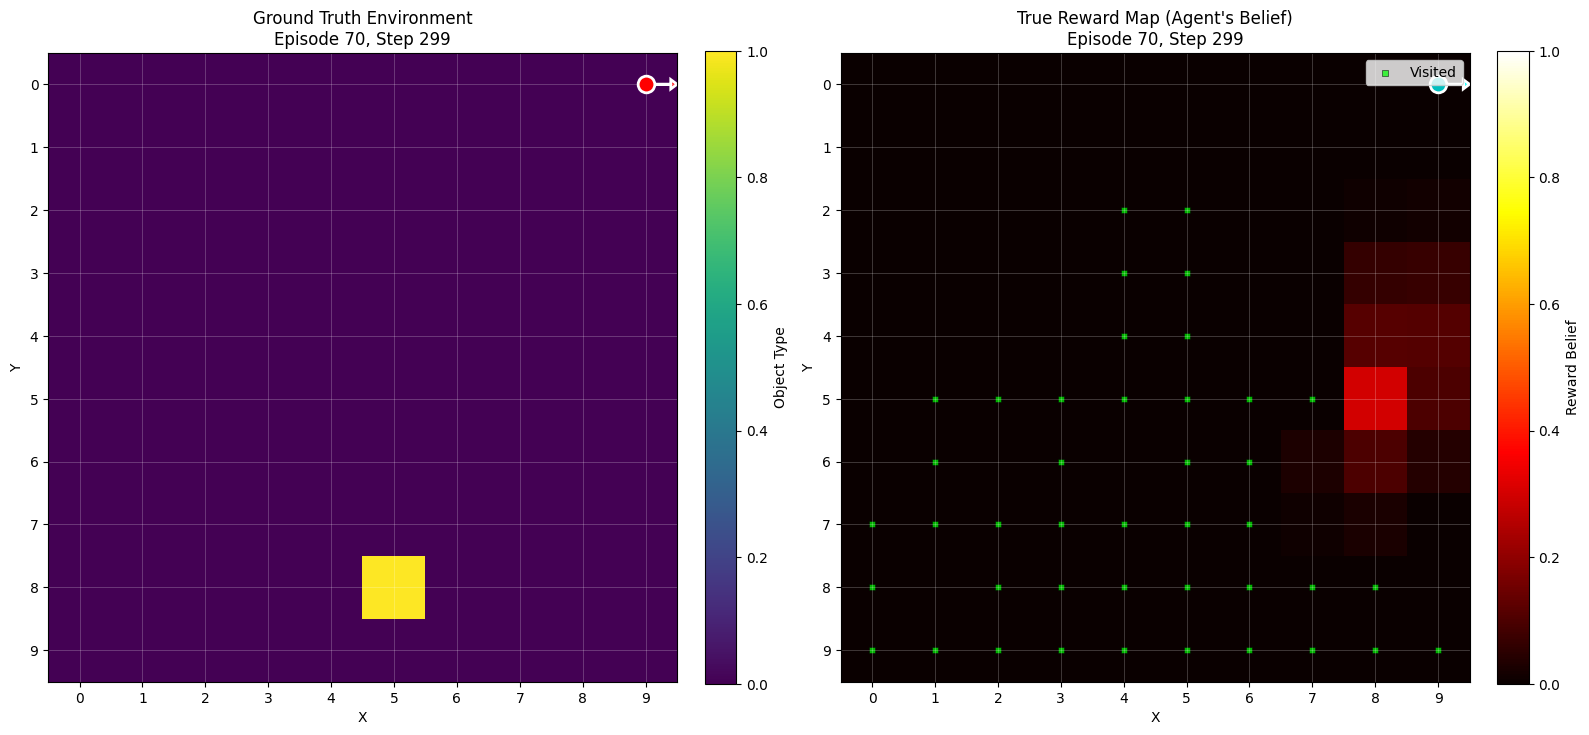 Ground Truth Environment
Episode 70, Step 299
0
1
2
3
4
5
6
7
8
9
Y
0 1 2 3 4 5 6 7 8 9
X
1.0
0.8
0.6
0.4
0.2
0.0
Object Type
True Reward Map (Agent's Belief)
Episode 70, Step 299
Visited
0
1
2
3
4
5
6
7
8
9
Y
0 1 2 3 4 5 6 7 8 9
X
1.0
0.8
0.6
0.4
0.2
0.0
Reward Belief